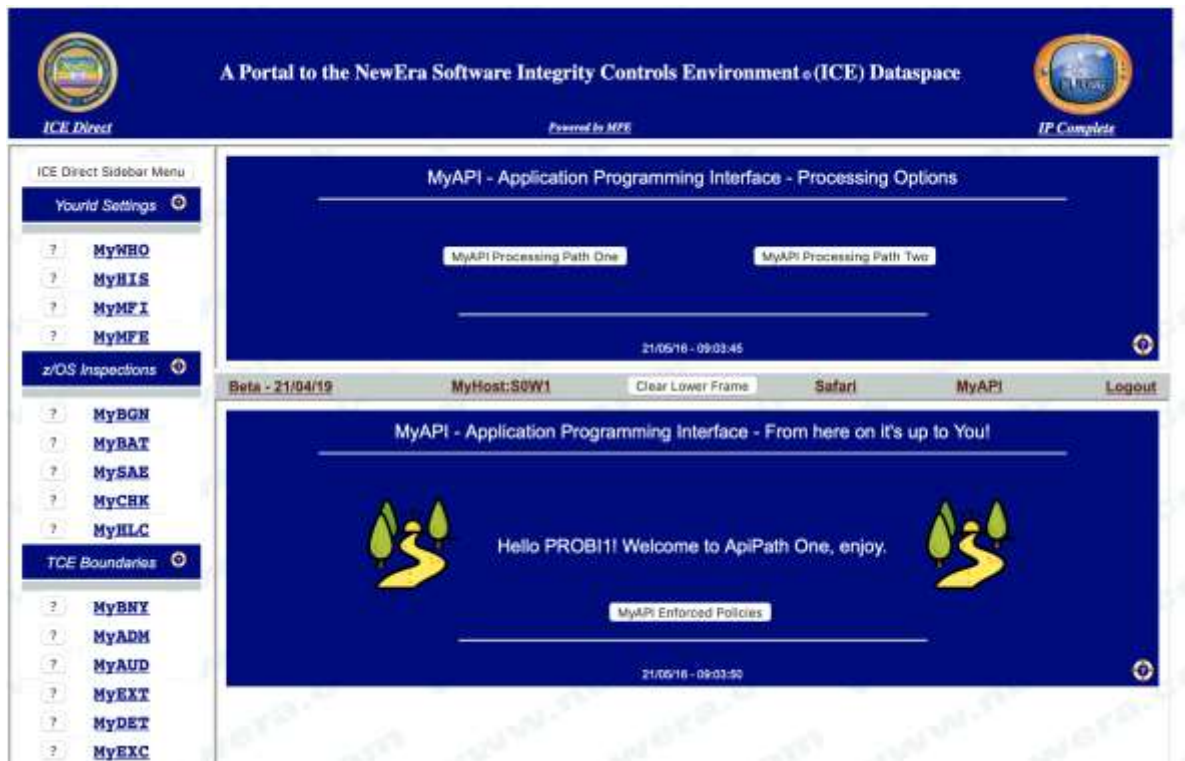 A Portal to the NewEra Software Integrity Controls Environment® (ICE) Dataspace
ICE Direct
Powered by MFE
IP Complete
ICE Direct Sidebar Menu
YourId Settings
? MyWHO
? MyHIS
? MyMFI
? MyMFE
z/OS Inspections
? MyBGN
? MyBAT
? MySAE
? MyCHK
? MyHLC
TCE Boundaries
? MyBNY
? MyADM
? MyAUD
? MyEXT
? MyDET
? MyEXC
MyAPI - Application Programming Interface - Processing Options
MyAPI Processing Path One
MyAPI Processing Path Two
21/05/16 - 09:03:45
Beta - 21/04/19
MyHost:S0W1
Clear Lower Frame
Safari
MyAPI
Logout
MyAPI - Application Programming Interface - From here on it's up to You!
Hello PROBI1! Welcome to ApiPath One, enjoy.
MyAPI Enforced Policies
21/05/16 - 09:03:50